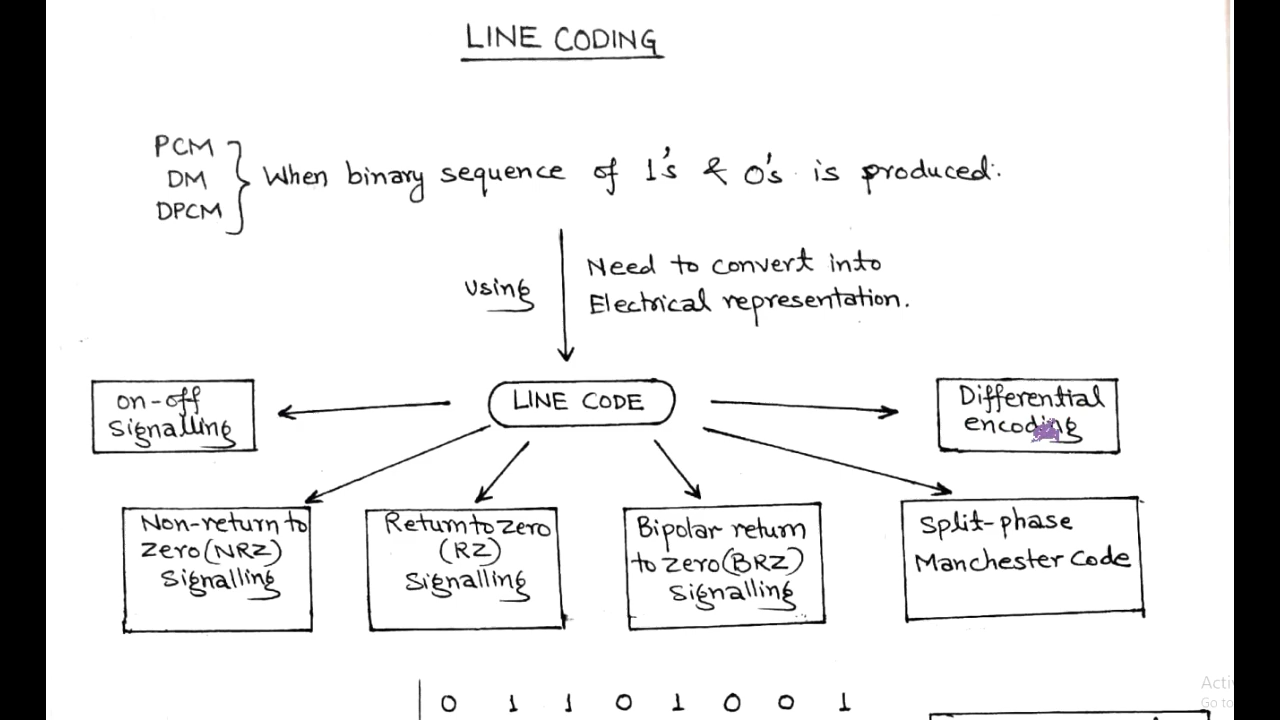 LINE CODING
PCM
DM
DPCM
When binary sequence of 1's & 0's is produced.
Using
Need to convert into
Electrical representation.
on-off
Signalling
LINE CODE
Differential
encoding
Non-return to
zero (NRZ)
Signalling
Return to zero
(RZ)
Signalling
Bipolar return
to zero (BRZ)
Signalling
Split-phase
Manchester Code
0 1 1 0 1 0 0 1
Go to